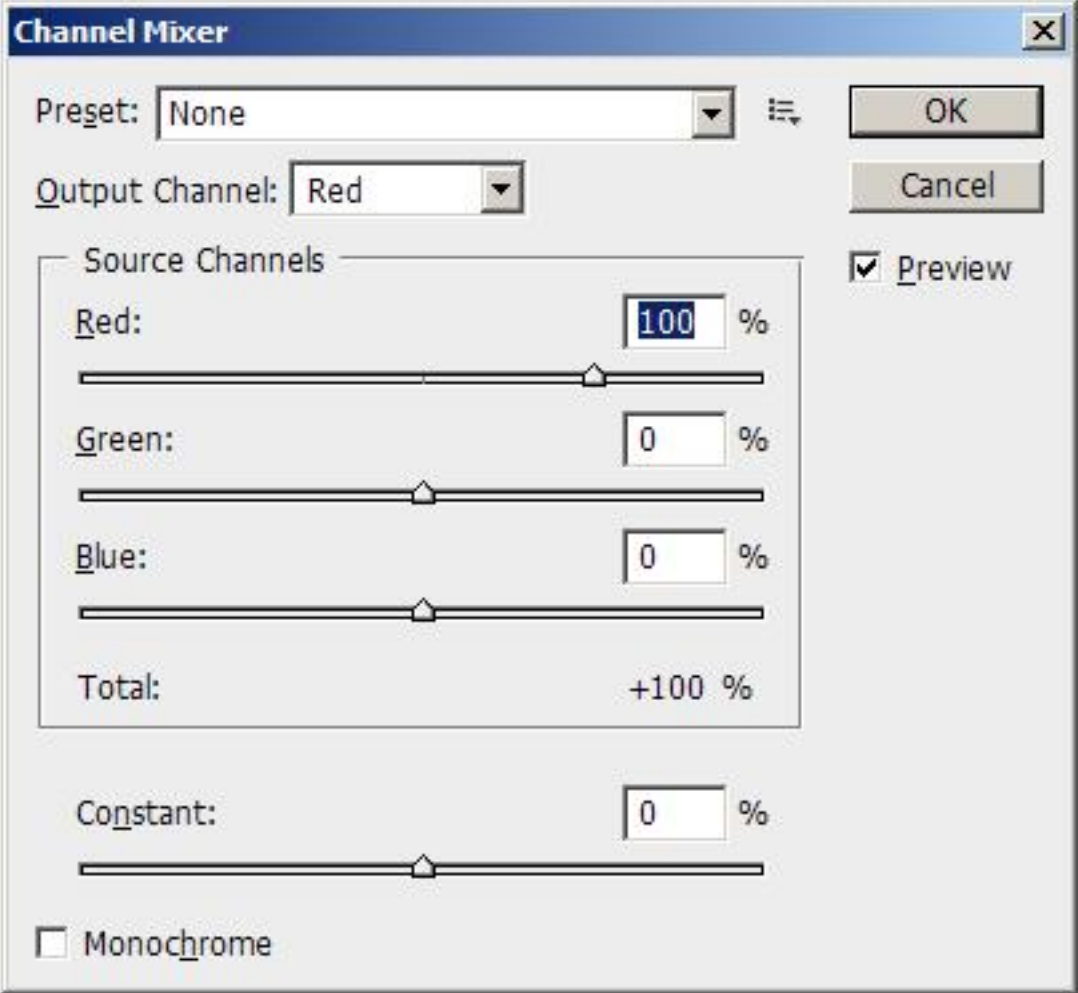 Channel Mixer
Preset: None
OK
Output Channel: Red
Cancel
Source Channels
Preview
Red: 100 %
Green: 0 %
Blue: 0 %
Total: +100 %
Constant: 0 %
Monochrome